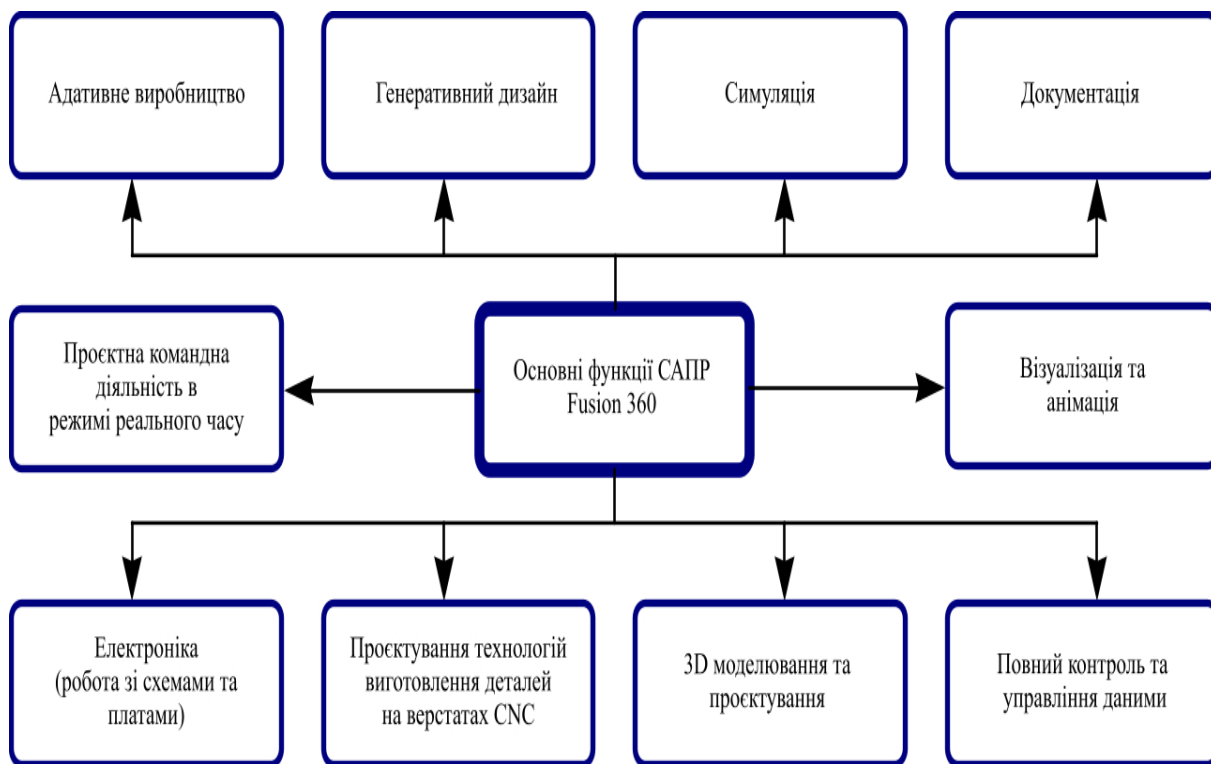 Адативне виробництво
Генеративний дизайн
Симуляція
Документація
Проєктна командна
діяльність в
режимі реального часу
Основні функції САПР
Fusion 360
Візуалізація та
анімація
Електроніка
(робота зі схемами та
платами)
Проєктування технологій
виготовлення деталей
на верстатах CNC
3D моделювання та
проєктування
Повний контроль та
управління даними